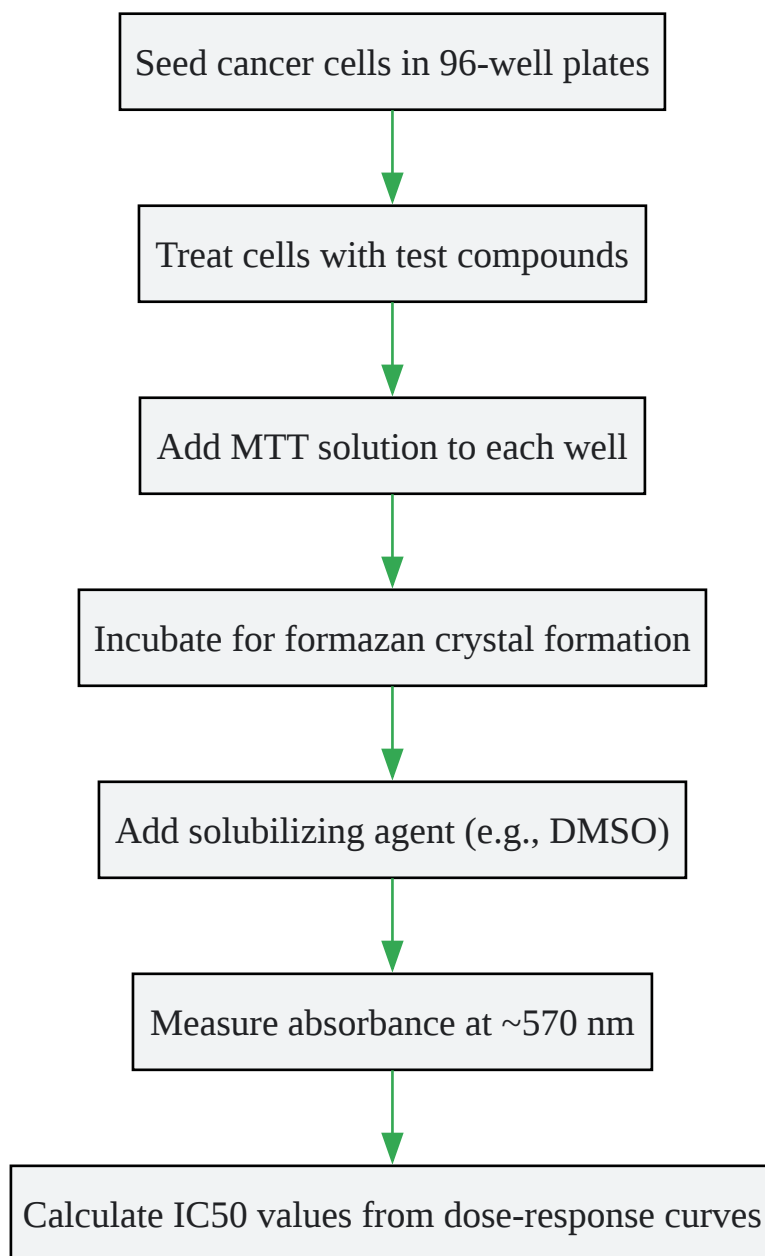 Seed cancer cells in 96-well plates
Treat cells with test compounds
Add MTT solution to each well
Incubate for formazan crystal formation
Add solubilizing agent (e.g., DMSO)
Measure absorbance at ~570 nm
Calculate IC50 values from dose-response curves